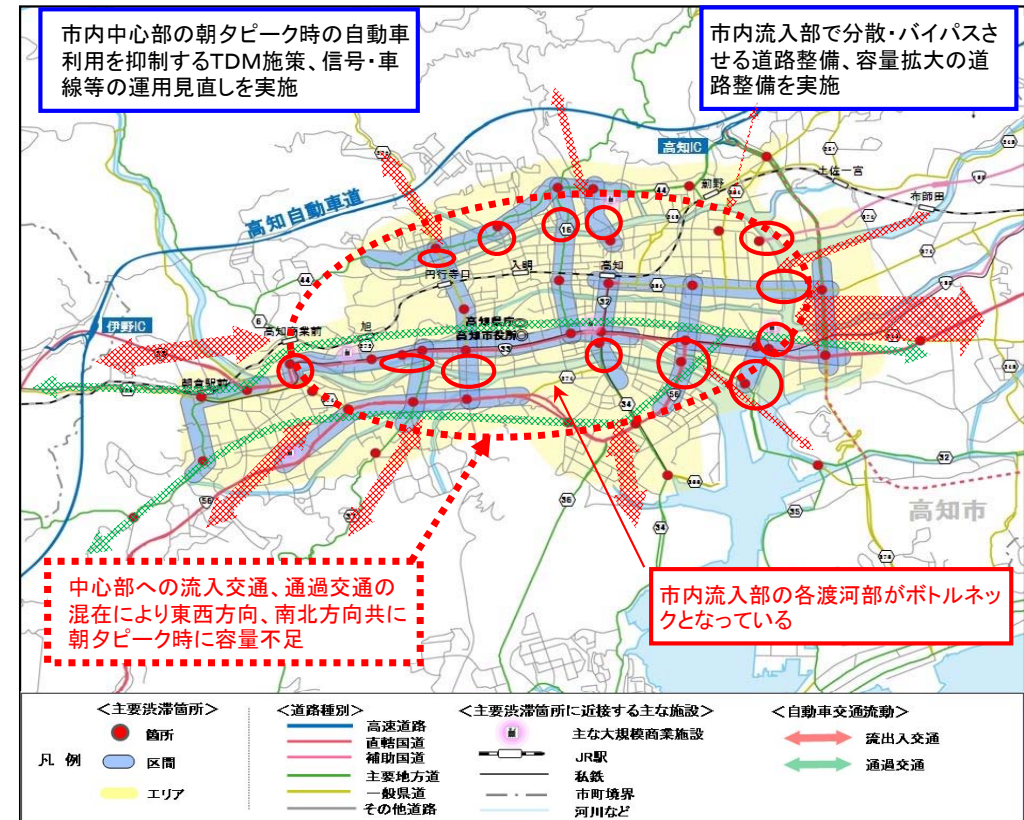 市内中心部の朝夕ピーク時の自動車
利用を抑制するTDM施策、信号・車
線等の運用見直しを実施
市内流入部で分散・バイパスさ
せる道路整備、容量拡大の道
路整備を実施
高知IC
土佐一宮
薊野
布師田
高知自動車道
44
44
16
入明
高知
円行寺口
32
伊野IC
6
高知商業前
旭
高知県庁
高知市役所
33
33
朝倉駅前
34
56
56
32
36
34
35
高知市
中心部への流入交通、通過交通の
混在により東西方向、南北方向共に
朝夕ピーク時に容量不足
市内流入部の各渡河部がボトルネッ
クとなっている
凡 例
<主要渋滞箇所>
箇所
区間
エリア
<道路種別>
高速道路
直轄国道
補助国道
主要地方道
一般県道
その他道路
<主要渋滞箇所に近接する主な施設>
主な大規模商業施設
JR駅
私鉄
市町境界
河川など
<自動車交通流動>
流出入交通
通過交通